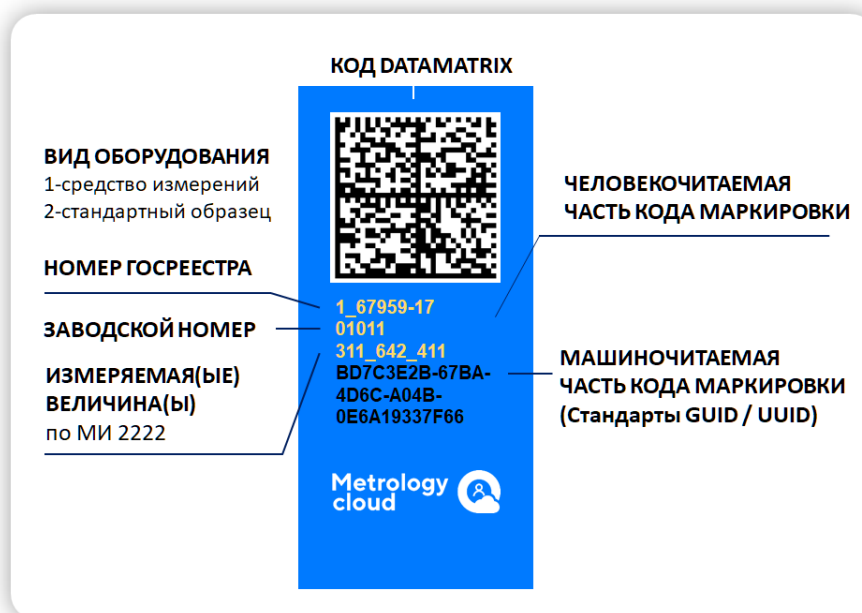 КОД DATAMATRIX
ВИД ОБОРУДОВАНИЯ
1-средство измерений
2-стандартный образец
НОМЕР ГОСРЕЕСТРА
ЗАВОДСКОЙ НОМЕР
ИЗМЕРЯЕМАЯ(ЫЕ)
ВЕЛИЧИНА(Ы)
по МИ 2222
1_67959-17
01011
311_642_411
BD7C3E2B-67BA-
4D6C-A04B-
0E6A19337F66
Metrology
cloud
ЧЕЛОВЕКОЧИТАЕМАЯ
ЧАСТЬ КОДА МАРКИРОВКИ
МАШИНОЧИТАЕМАЯ
ЧАСТЬ КОДА МАРКИРОВКИ
(Стандарты GUID / UUID)